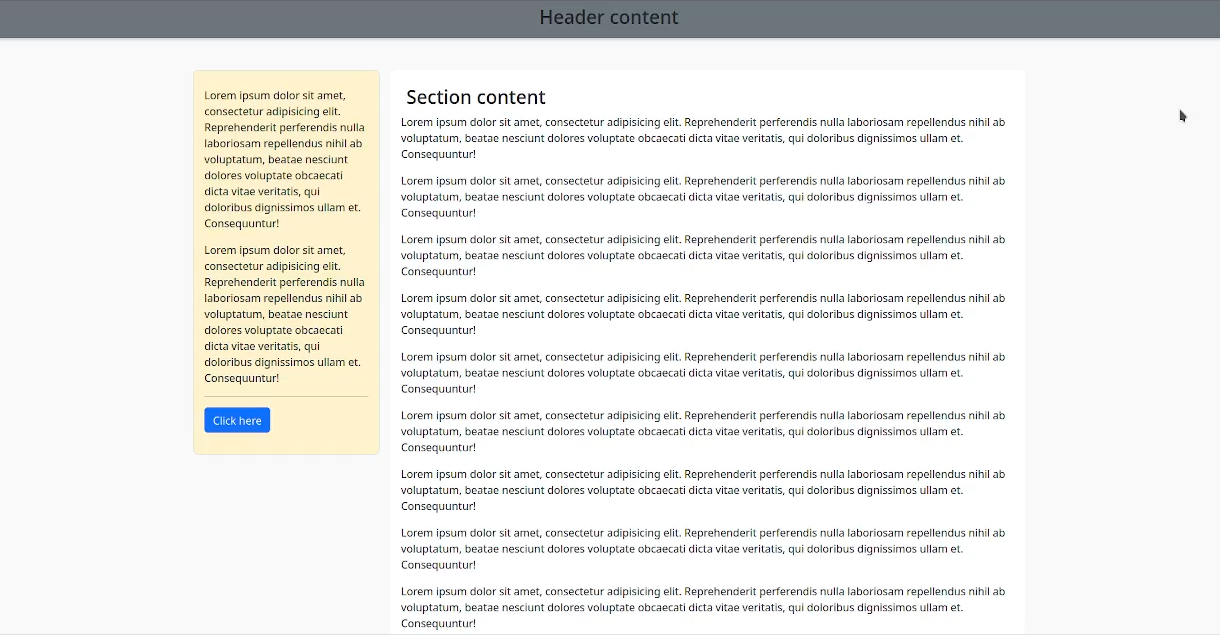 Header content
Lorem ipsum dolor sit amet,
consectetur adipisicing elit.
Reprehenderit perferendis nulla
laboriosam repellendus nihil ab
voluptatum, beatae nesciunt
dolores voluptate obcaecati
dicta vitae veritatis, qui
doloribus dignissimos ullam et.
Consequuntur!
Lorem ipsum dolor sit amet,
consectetur adipisicing elit.
Reprehenderit perferendis nulla
laboriosam repellendus nihil ab
voluptatum, beatae nesciunt
dolores voluptate obcaecati
dicta vitae veritatis, qui
doloribus dignissimos ullam et.
Consequuntur!
Click here
Section content
Lorem ipsum dolor sit amet, consectetur adipisicing elit. Reprehenderit perferendis nulla laboriosam repellendus nihil ab
voluptatum, beatae nesciunt dolores voluptate obcaecati dicta vitae veritatis, qui doloribus dignissimos ullam et.
Consequuntur!
Lorem ipsum dolor sit amet, consectetur adipisicing elit. Reprehenderit perferendis nulla laboriosam repellendus nihil ab
voluptatum, beatae nesciunt dolores voluptate obcaecati dicta vitae veritatis, qui doloribus dignissimos ullam et.
Consequuntur!
Lorem ipsum dolor sit amet, consectetur adipisicing elit. Reprehenderit perferendis nulla laboriosam repellendus nihil ab
voluptatum, beatae nesciunt dolores voluptate obcaecati dicta vitae veritatis, qui doloribus dignissimos ullam et.
Consequuntur!
Lorem ipsum dolor sit amet, consectetur adipisicing elit. Reprehenderit perferendis nulla laboriosam repellendus nihil ab
voluptatum, beatae nesciunt dolores voluptate obcaecati dicta vitae veritatis, qui doloribus dignissimos ullam et.
Consequuntur!
Lorem ipsum dolor sit amet, consectetur adipisicing elit. Reprehenderit perferendis nulla laboriosam repellendus nihil ab
voluptatum, beatae nesciunt dolores voluptate obcaecati dicta vitae veritatis, qui doloribus dignissimos ullam et.
Consequuntur!
Lorem ipsum dolor sit amet, consectetur adipisicing elit. Reprehenderit perferendis nulla laboriosam repellendus nihil ab
voluptatum, beatae nesciunt dolores voluptate obcaecati dicta vitae veritatis, qui doloribus dignissimos ullam et.
Consequuntur!
Lorem ipsum dolor sit amet, consectetur adipisicing elit. Reprehenderit perferendis nulla laboriosam repellendus nihil ab
voluptatum, beatae nesciunt dolores voluptate obcaecati dicta vitae veritatis, qui doloribus dignissimos ullam et.
Consequuntur!
Lorem ipsum dolor sit amet, consectetur adipisicing elit. Reprehenderit perferendis nulla laboriosam repellendus nihil ab
voluptatum, beatae nesciunt dolores voluptate obcaecati dicta vitae veritatis, qui doloribus dignissimos ullam et.
Consequuntur!
Lorem ipsum dolor sit amet, consectetur adipisicing elit. Reprehenderit perferendis nulla laboriosam repellendus nihil ab
voluptatum, beatae nesciunt dolores voluptate obcaecati dicta vitae veritatis, qui doloribus dignissimos ullam et.
Consequuntur!